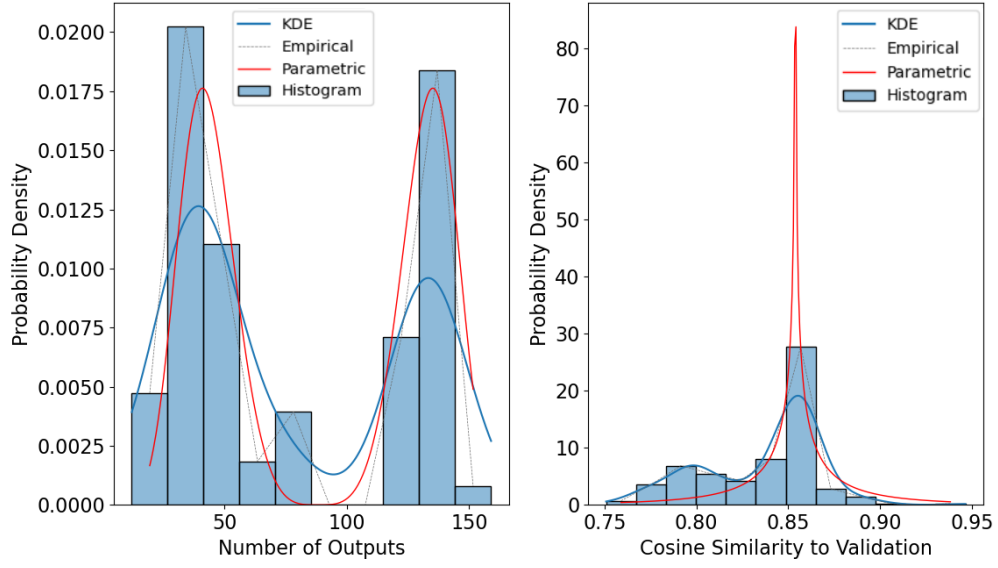 0.0200
0.0175
0.0150
0.0125
0.0100
0.0075
0.0050
0.0025
0.0000
Probability Density
50 100 150
Number of Outputs
KDE
Empirical
Parametric
Histogram
80
70
60
50
40
30
20
10
0
Probability Density
0.75 0.80 0.85 0.90 0.95
Cosine Similarity to Validation
KDE
Empirical
Parametric
Histogram